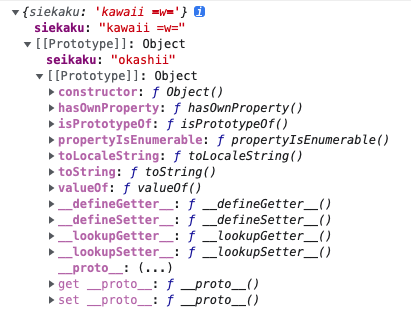 {siekaku: 'kawaii =w='} i
siekaku: "kawaii =w="
[[Prototype]]: Object
seikaku: "okashii"
[[Prototype]]: Object
constructor: ƒ Object()
hasOwnProperty: ƒ hasOwnProperty()
isPrototypeOf: ƒ isPrototypeOf()
propertyIsEnumerable: ƒ propertyIsEnumerable()
toLocaleString: ƒ toLocaleString()
toString: ƒ toString()
valueOf: ƒ valueOf()
__defineGetter__: ƒ __defineGetter__()
__defineSetter__: ƒ __defineSetter__()
__lookupGetter__: ƒ __lookupGetter__()
__lookupSetter__: ƒ __lookupSetter__()
__proto__: (...)
get __proto__: ƒ __proto__()
set __proto__: ƒ __proto__()